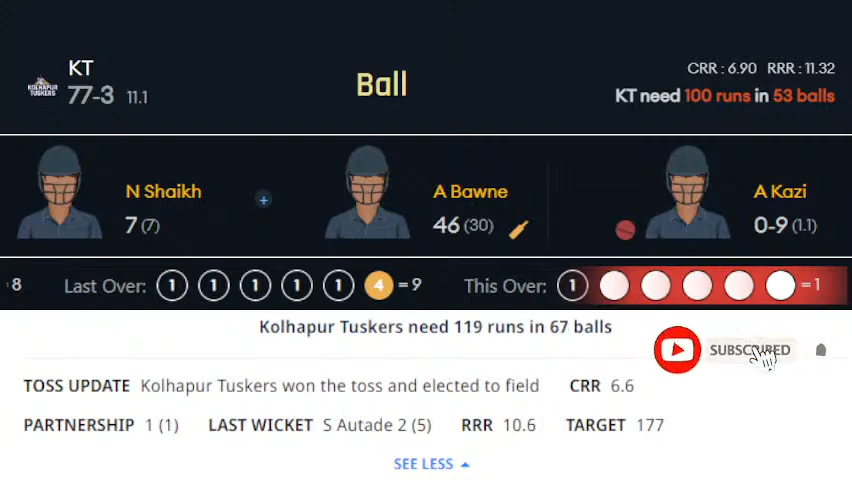 KT
77-3 11.1
KOLHAPUR
TUSKERS
Ball
CRR : 6.90 RRR : 11.32
KT need 100 runs in 53 balls
N Shaikh
7 (7)
+
A Bawne
46 (30)
A Kazi
0-9 (1.1)
8 Last Over: 1 1 1 1 1 4 = 9 This Over: 1 = 1
Kolhapur Tuskers need 119 runs in 67 balls
SUBSCRIBED
TOSS UPDATE Kolhapur Tuskers won the toss and elected to field CRR 6.6
PARTNERSHIP 1 (1) LAST WICKET S Autade 2 (5) RRR 10.6 TARGET 177
SEE LESS